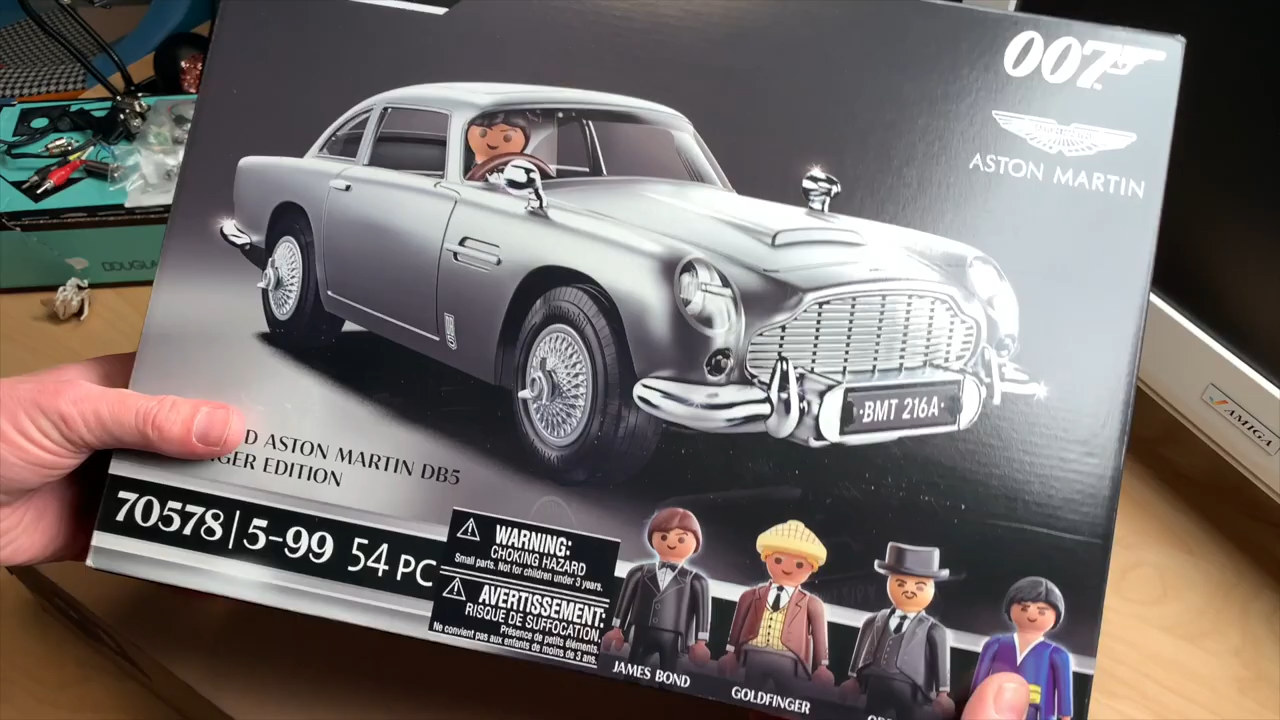 007
ASTON MARTIN
BMT 216A
D ASTON MARTIN DB5
GER EDITION
70578 | 5-99 54 PC
WARNING:
CHOKING HAZARD
Small parts. Not for children under 3 years.
AVERTISSEMENT:
RISQUE DE SUFFOCATION.
Présence de petits éléments.
Ne convient pas aux enfants de moins de 3 ans.
JAMES BOND
GOLDFINGER
AMIGA
DOUGLA